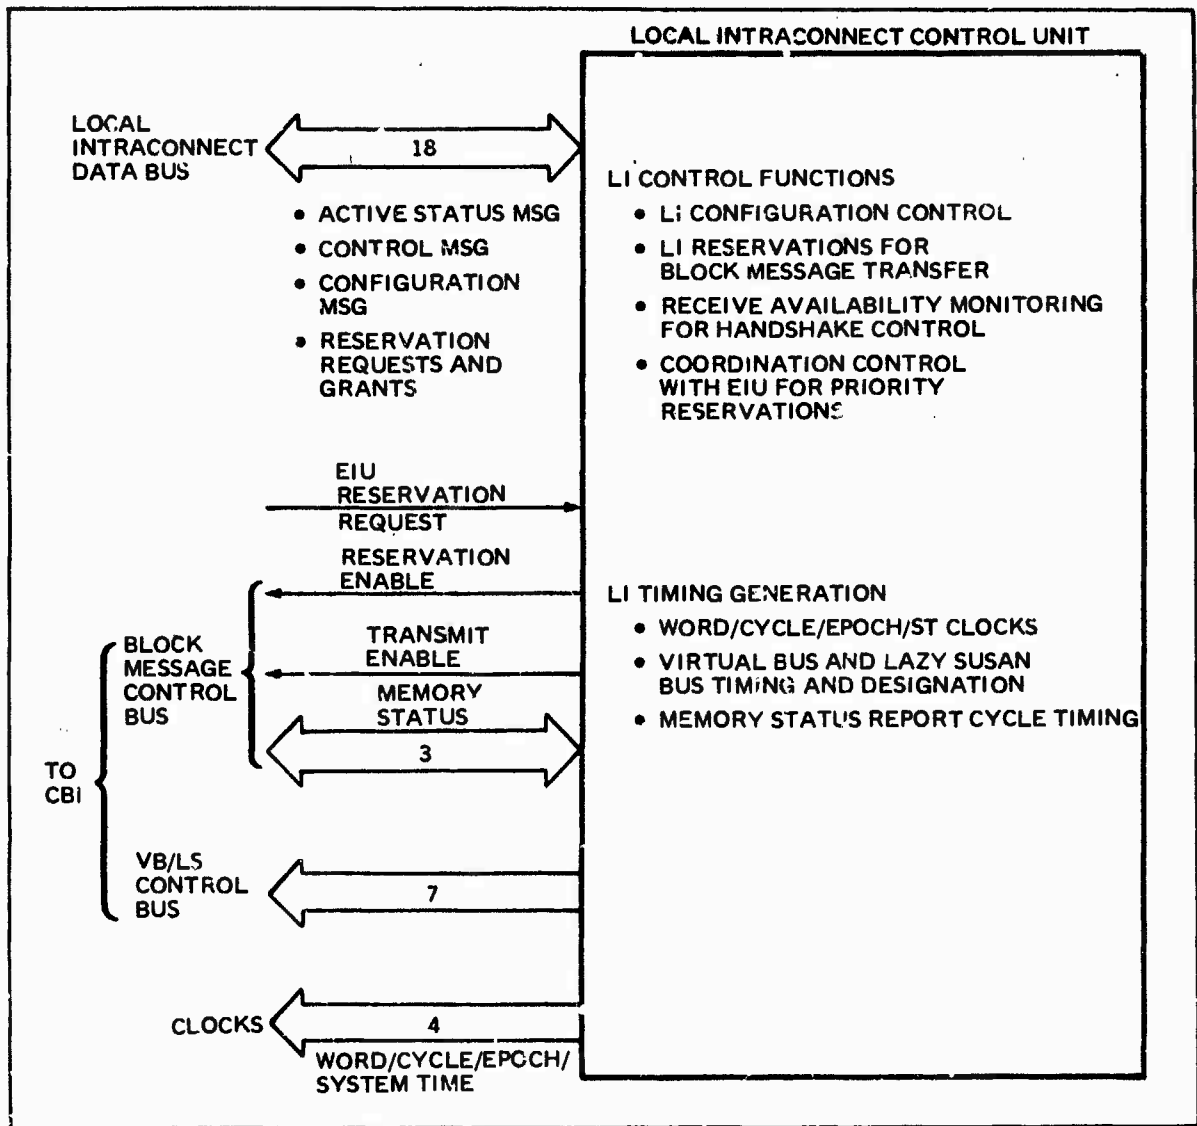 LOCAL INTRACONNECT CONTROL UNIT
LOCAL
INTRACONNECT
DATA BUS
18
• ACTIVE STATUS MSG
• CONTROL MSG
• CONFIGURATION
MSG
• RESERVATION
REQUESTS AND
GRANTS
LI CONTROL FUNCTIONS
• LI CONFIGURATION CONTROL
• LI RESERVATIONS FOR
BLOCK MESSAGE TRANSFER
• RECEIVE AVAILABILITY MONITORING
FOR HANDSHAKE CONTROL
• COORDINATION CONTROL
WITH EIU FOR PRIORITY
RESERVATIONS
EIU
RESERVATION
REQUEST
RESERVATION
ENABLE
TRANSMIT
ENABLE
MEMORY
STATUS
3
BLOCK
MESSAGE
CONTROL
BUS
TO
CBI
VB/LS
CONTROL
BUS
7
LI TIMING GENERATION
• WORD/CYCLE/EPOCH/ST CLOCKS
• VIRTUAL BUS AND LAZY SUSAN
BUS TIMING AND DESIGNATION
• MEMORY STATUS REPORT CYCLE TIMING
CLOCKS
4
WORD/CYCLE/EPOCH/
SYSTEM TIME